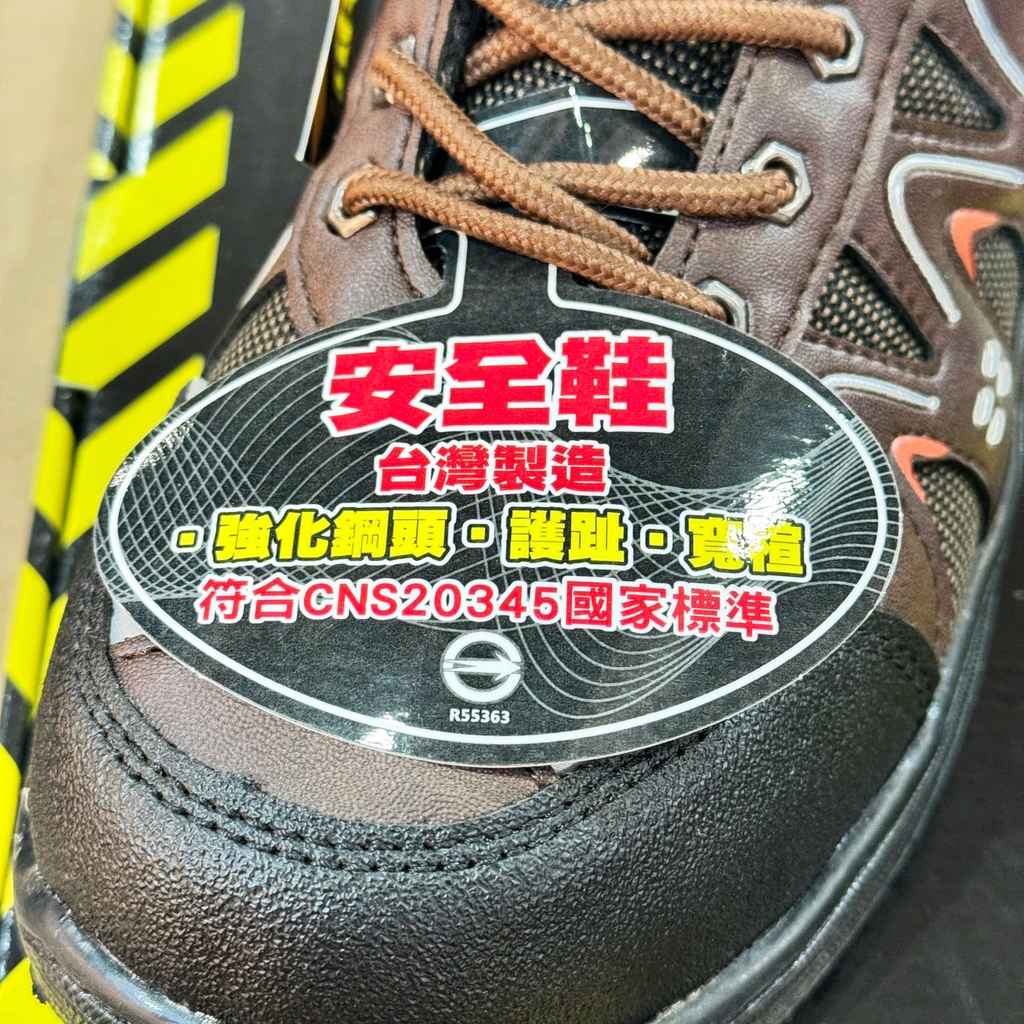 安全鞋
台灣製造
·強化鋼頭·護趾·寬楦
符合CNS20345國家標準
R55363